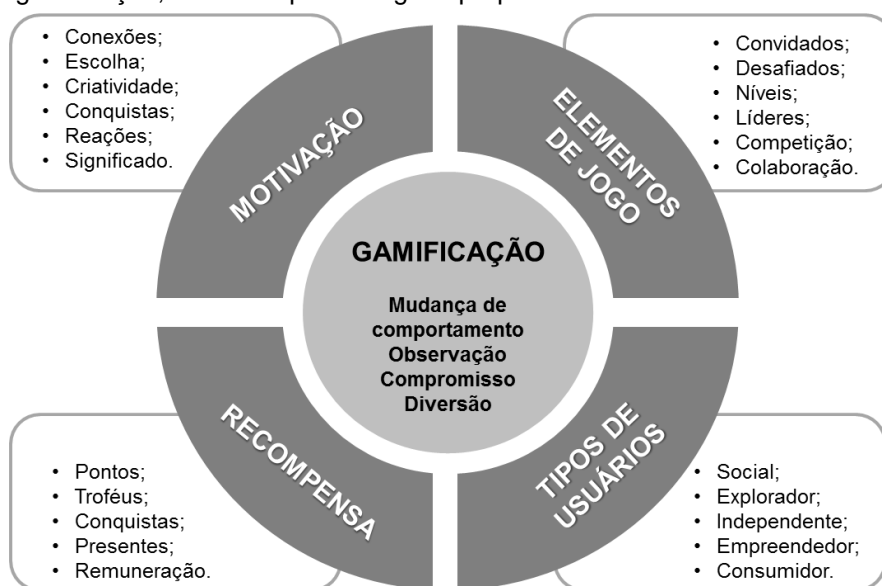 • Conexões;
• Escolha;
• Criatividade;
• Conquistas;
• Reações;
• Significado.
MOTIVAÇÃO
ELEMENTOS
DE JOGO
• Convidados;
• Desafiados;
• Níveis;
• Líderes;
• Competição;
• Colaboração.
GAMIFICAÇÃO
Mudança de
comportamento
Observação
Compromisso
Diversão
RECOMPENSA
• Pontos;
• Troféus;
• Conquistas;
• Presentes;
• Remuneração.
TIPOS DE
USUÁRIOS
• Social;
• Explorador;
• Independente;
• Empreendedor;
• Consumidor.